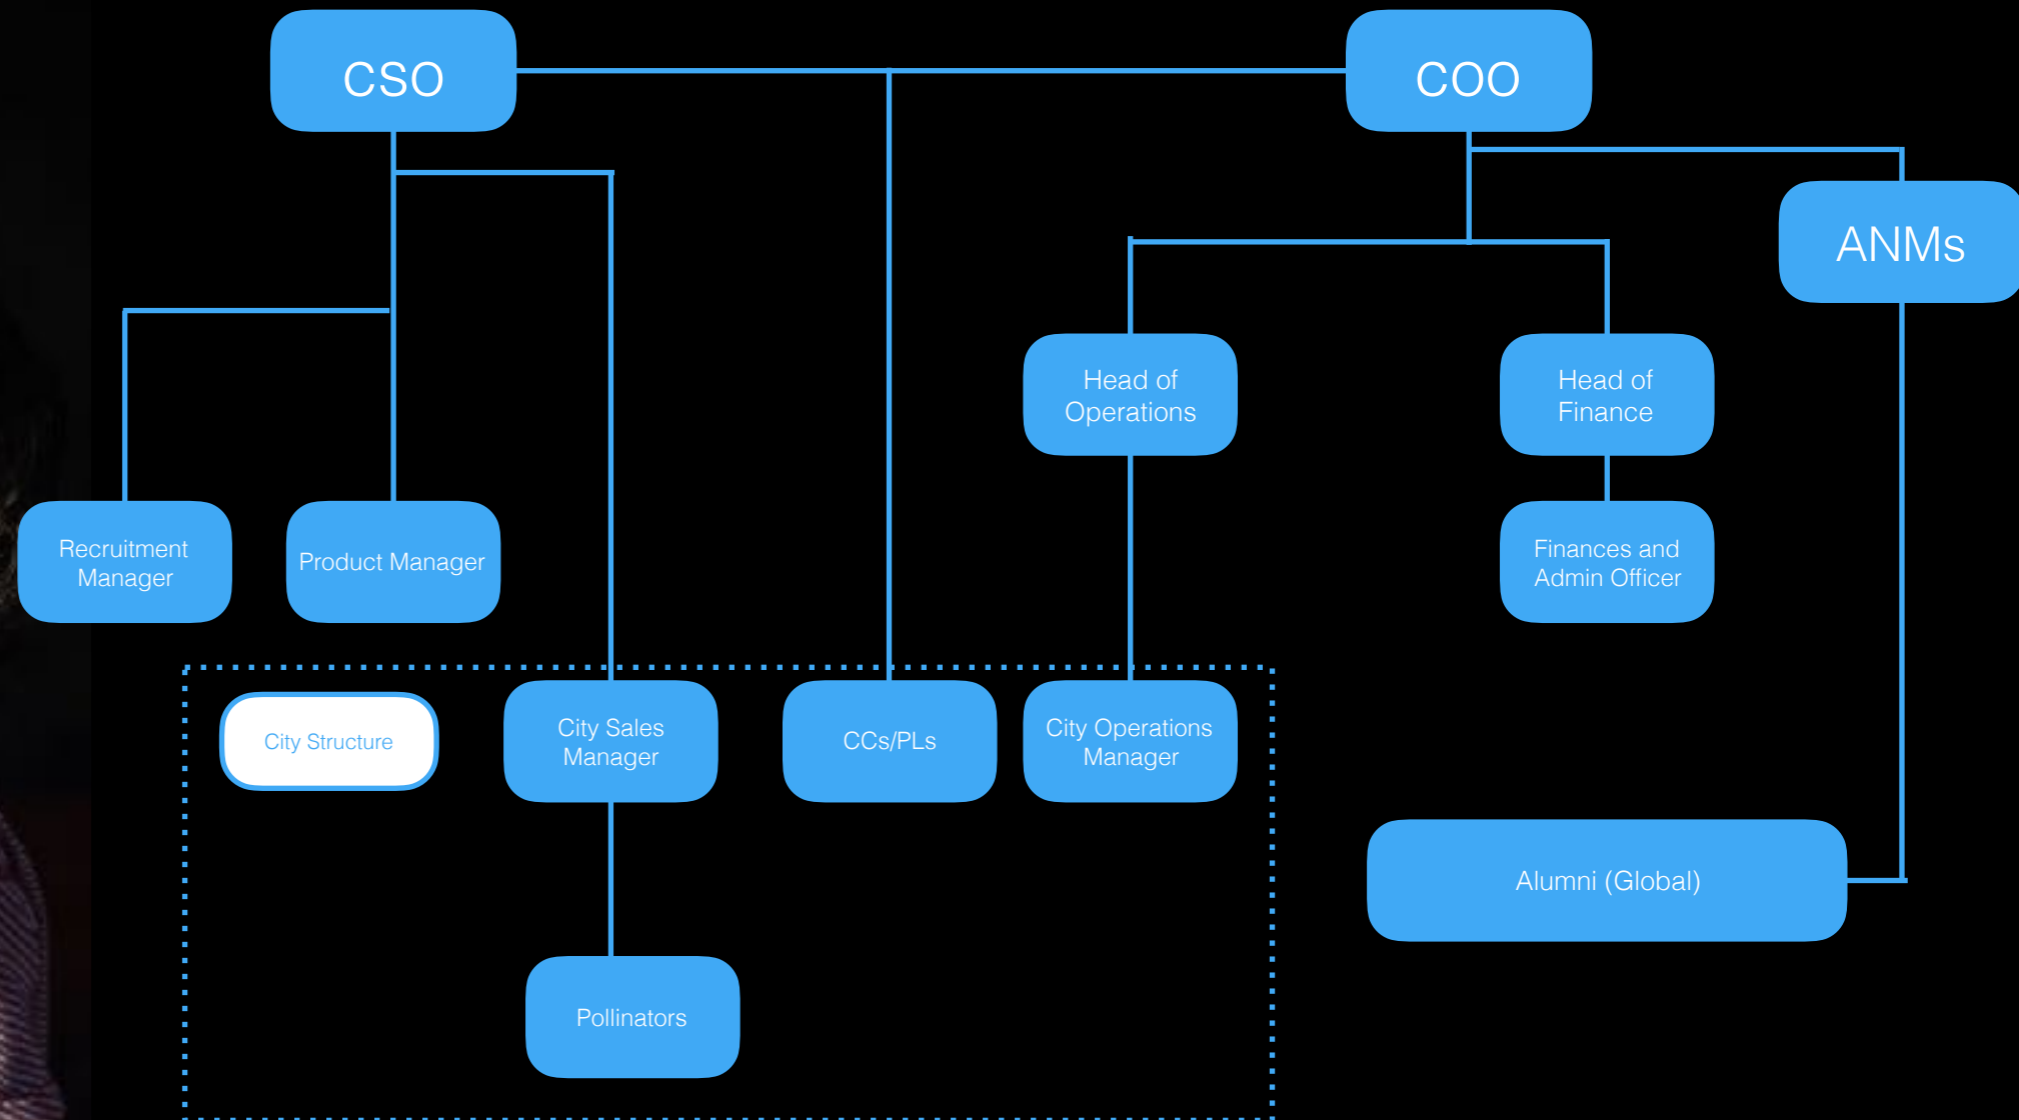 CSO
COO
ANMs
Head of
Operations
Head of
Finance
Recruitment
Manager
Product Manager
Finances and
Admin Officer
City Structure
City Sales
Manager
CCs/PLs
City Operations
Manager
Alumni (Global)
Pollinators